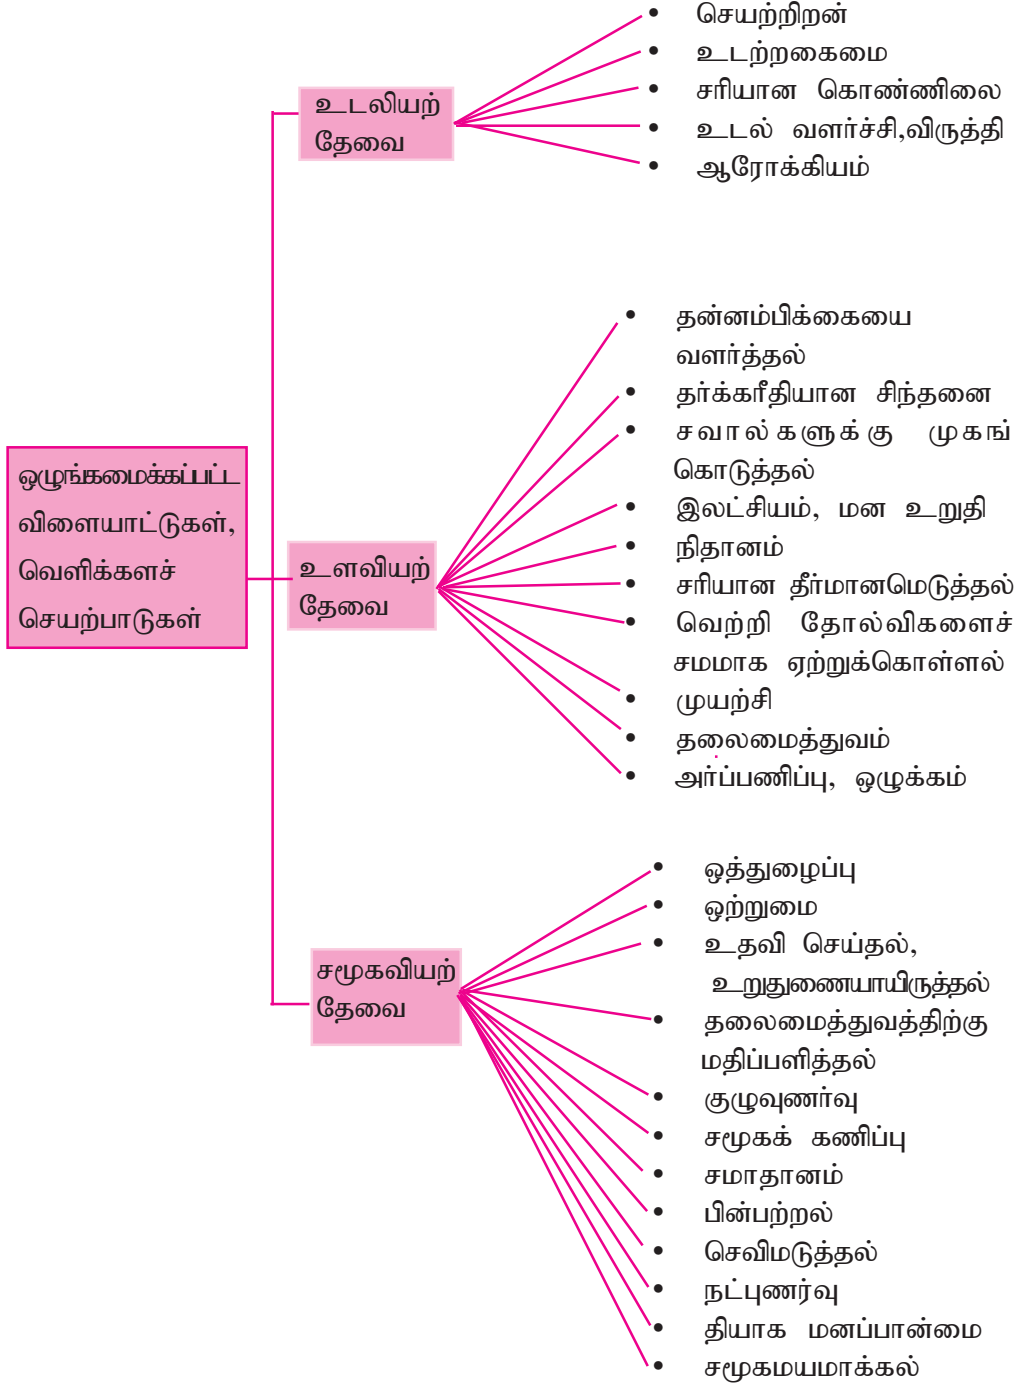 ஒழுங்கமைக்கப்பட்ட
விளையாட்டுகள்,
வெளிக்களச்
செயற்பாடுகள்
உடலியற்
தேவை
• செயற்றிறன்
• உடற்றகைமை
• சரியான கொண்ணிலை
• உடல் வளர்ச்சி,விருத்தி
• ஆரோக்கியம்
உளவியற்
தேவை
• தன்னம்பிக்கையை
வளர்த்தல்
• தர்க்கரீதியான சிந்தனை
• சவால்களுக்கு முகங்
கொடுத்தல்
• இலட்சியம், மன உறுதி
• நிதானம்
• சரியான தீர்மானமெடுத்தல்
• வெற்றி தோல்விகளைச்
சமமாக ஏற்றுக்கொள்ளல்
• முயற்சி
• தலைமைத்துவம்
• அர்ப்பணிப்பு, ஒழுக்கம்
சமூகவியற்
தேவை
• ஒத்துழைப்பு
• ஒற்றுமை
• உதவி செய்தல்,
உறுதுணையாயிருத்தல்
• தலைமைத்துவத்திற்கு
மதிப்பளித்தல்
• குழுவுணர்வு
• சமூகக் கணிப்பு
• சமாதானம்
• பின்பற்றல்
• செவிமடுத்தல்
• நட்புணர்வு
• தியாக மனப்பான்மை
• சமூகமயமாக்கல்